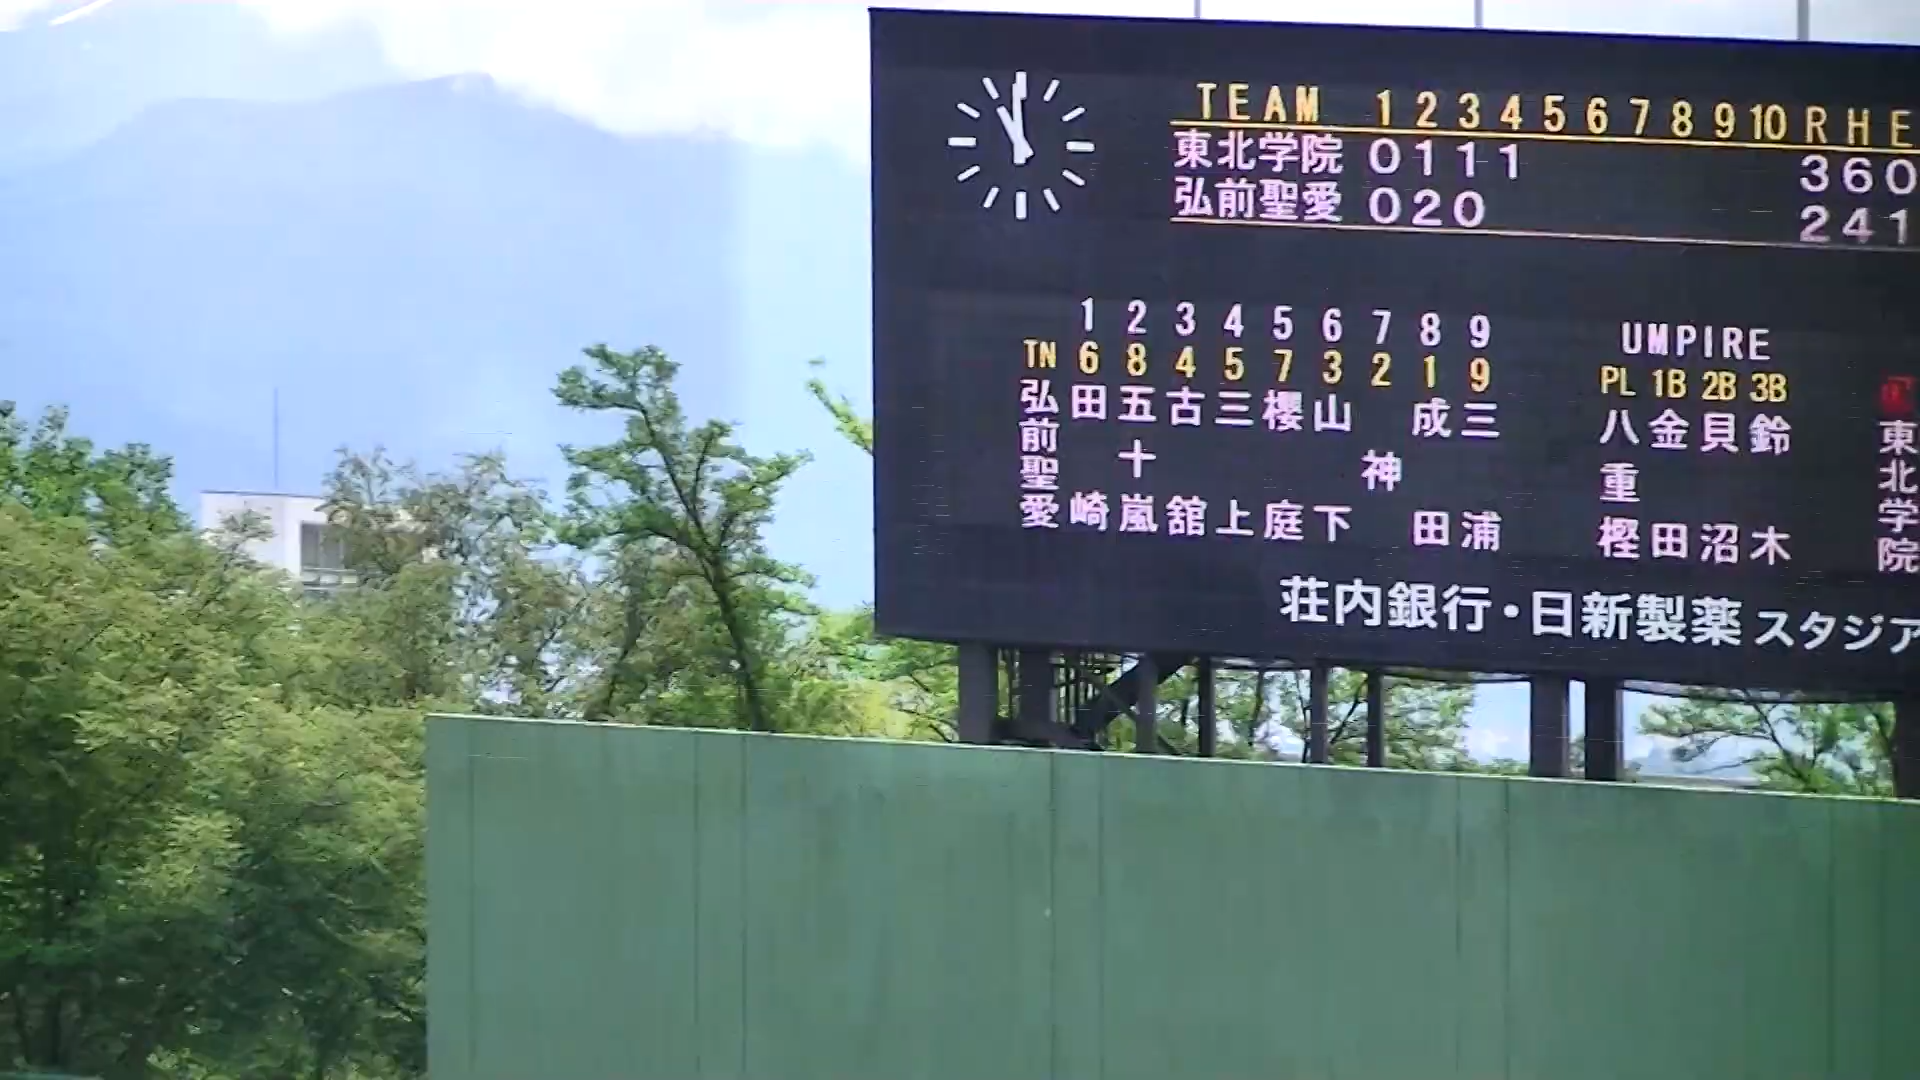 TEAM 1 2 3 4 5 6 7 8 9 10 R H E
東北学院 0 1 1 1 3 6 0
弘前聖愛 0 2 0 2 4 1
1 2 3 4 5 6 7 8 9
TN 6 8 4 5 7 3 2 1 9
弘前聖愛
田崎
五十嵐
古舘
三上
櫻庭
山下
神
成田
三浦
UMPIRE
PL 1B 2B 3B
八重樫
金田
貝沼
鈴木
東北学院
荘内銀行・日新製薬スタジア